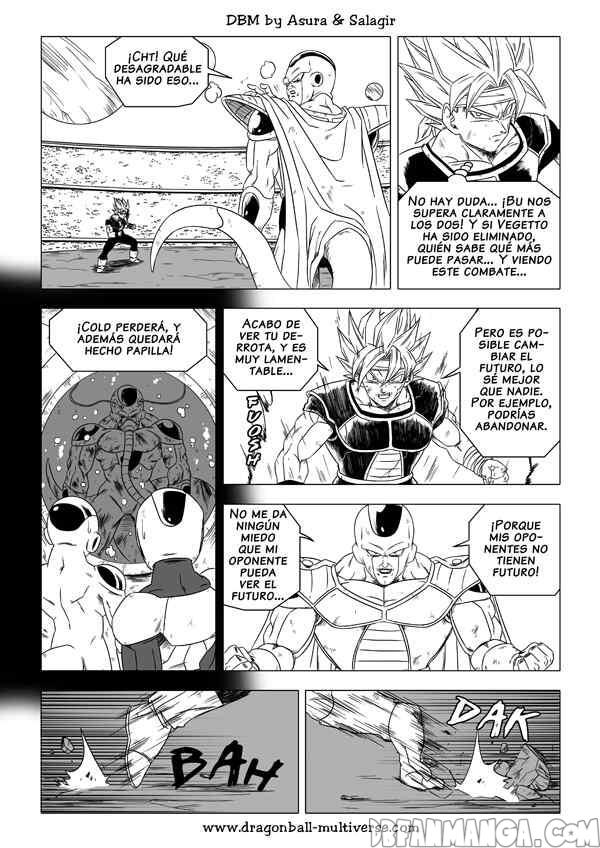 DBM by Asura & Salagir
¡CHT! QUÉ
DESAGRADABLE
HA SIDO ESO...
NO HAY DUDA... ¡BU NOS
SUPERA CLARAMENTE A
LOS DOS! Y SI VEGETTO
HA SIDO ELIMINADO,
QUIÉN SABE QUÉ MÁS
PUEDE PASAR... Y VIENDO
ESTE COMBATE...
¡COLD PERDERÁ, Y
ADEMÁS QUEDARÁ
HECHO PAPILLA!
ACABO DE
VER TU DE-
RROTA, Y ES
MUY LAMEN-
TABLE...
PERO ES PO-
SIBLE CAM-
BIAR EL
FUTURO, LO
SÉ MEJOR
QUE NADIE.
POR EJEMPLO,
PODRÍAS
ABANDONAR.
FUOSH
NO ME DA
NINGÚN
MIEDO QUE
MI OPONENTE
PUEDA
VER EL
FUTURO...
¡PORQUE
MIS OPO-
NENTES NO
TIENEN
FUTURO!
BAH
DAK
www.dragonball-multiverse.com
DBFANMANGA.COM